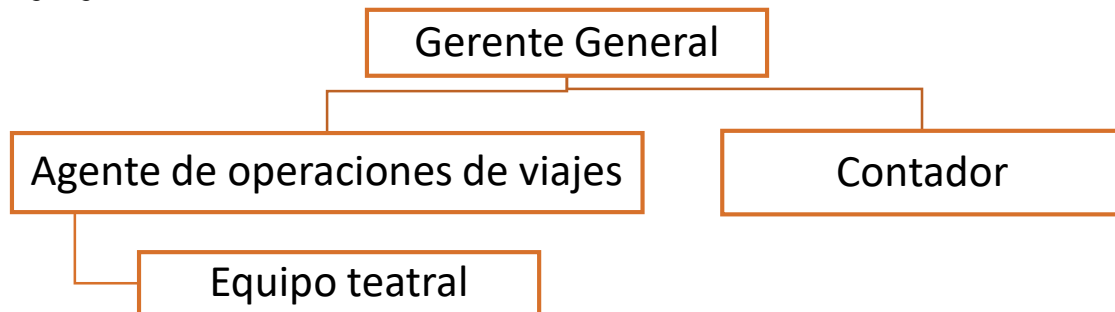 Gerente General
Agente de operaciones de viajes
Contador
Equipo teatral